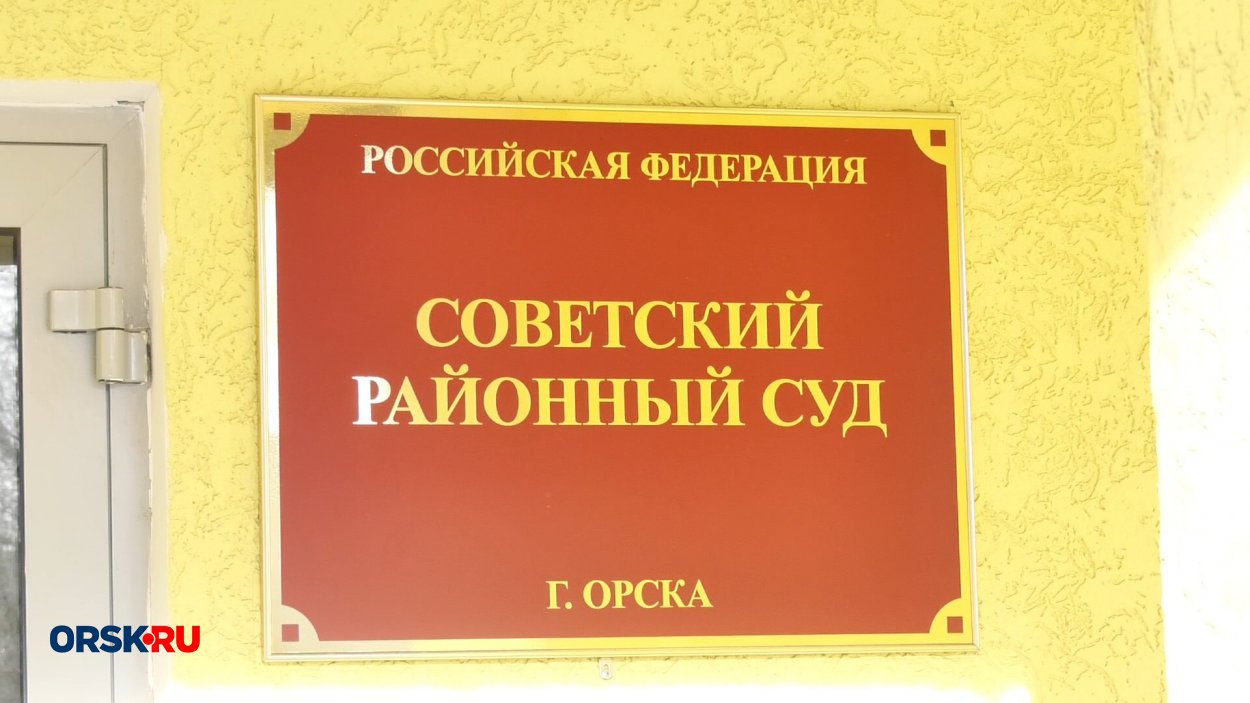 РОССИЙСКАЯ ФЕДЕРАЦИЯ
СОВЕТСКИЙ
РАЙОННЫЙ СУД
Г. ОРСКА
ORSK.RU